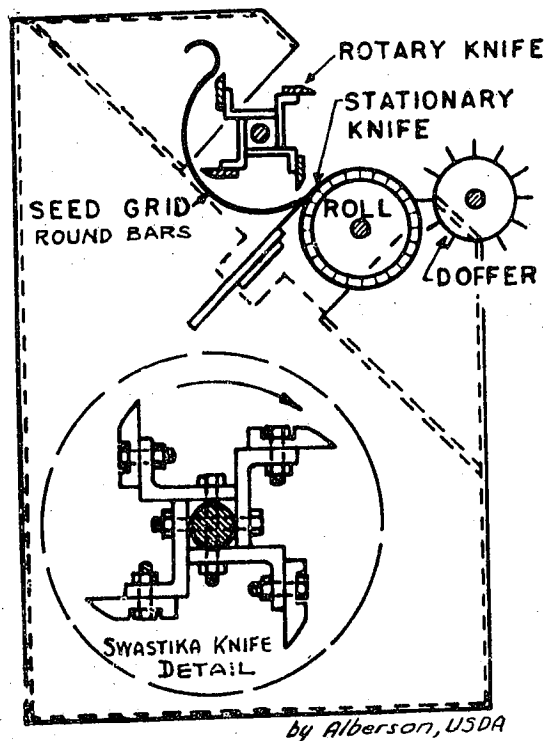 ROTARY KNIFE
STATIONARY
KNIFE
SEED GRID
ROUND BARS
ROLL
DOFFER
SWASTIKA KNIFE
DETAIL
by Alberson, USDA